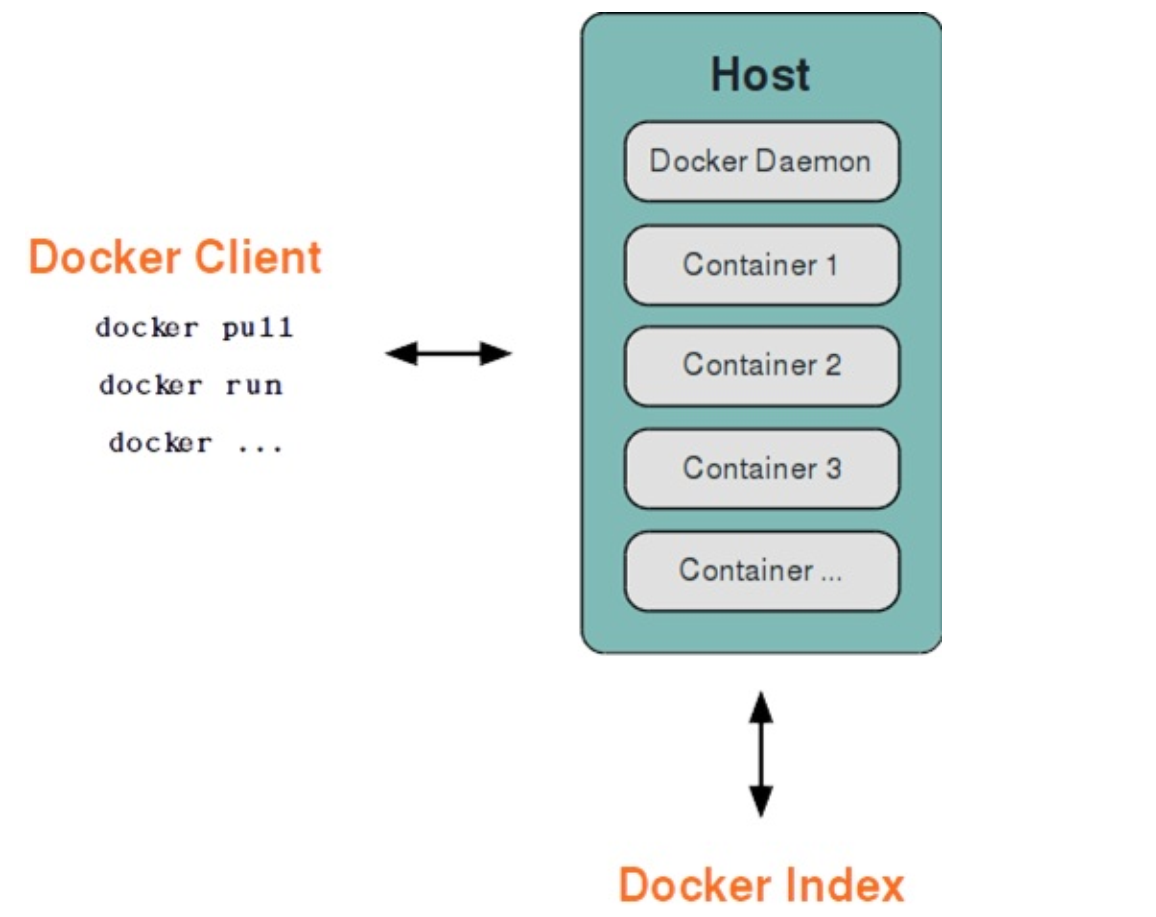 Host
Docker Daemon
Container 1
Container 2
Container 3
Container ...
Docker Client
docker pull
docker run
docker ...
Docker Index